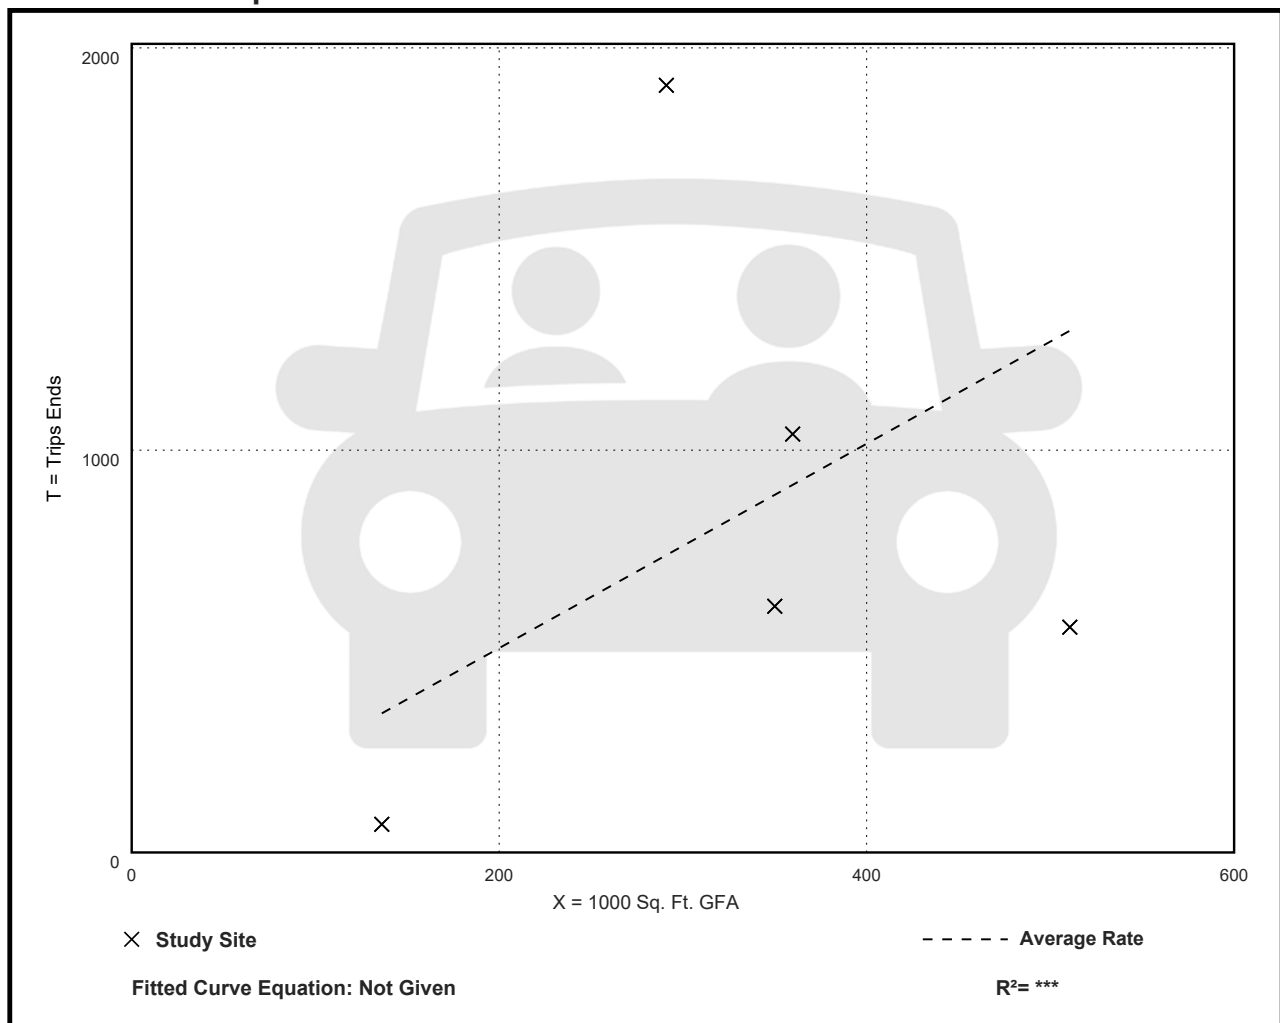 2000
T = Trips Ends
1000
0
0 200 400 600
X = 1000 Sq. Ft. GFA
Study Site
Average Rate
Fitted Curve Equation: Not Given
R²= ***